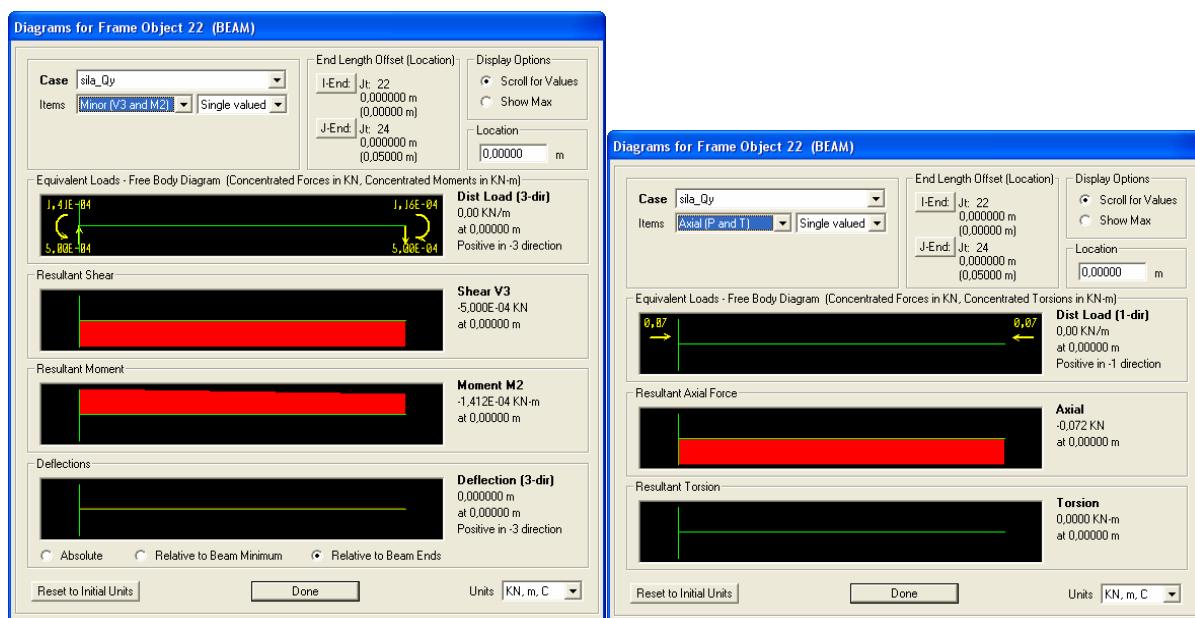 Diagrams for Frame Object 22 (BEAM)
Case sila_Qy
Items Minor (V3 and M2) Single valued
End Length Offset (Location)
I-End: Jt: 22
0,000000 m
(0,00000 m)
J-End: Jt: 24
0,000000 m
(0,05000 m)
Display Options
Scroll for Values
Show Max
Location
0,00000 m
Equivalent Loads - Free Body Diagram (Concentrated Forces in KN, Concentrated Moments in KN-m)
1,41E-04 1,16E-04
5,00E-04 5,00E-04
Dist Load (3-dir)
0,00 KN/m
at 0,00000 m
Positive in -3 direction
Resultant Shear
Shear V3
-5,000E-04 KN
at 0,00000 m
Resultant Moment
Moment M2
-1,412E-04 KN-m
at 0,00000 m
Deflections
Deflection (3-dir)
0,000000 m
at 0,00000 m
Positive in -3 direction
Absolute Relative to Beam Minimum Relative to Beam Ends
Reset to Initial Units Done Units KN, m, C
Diagrams for Frame Object 22 (BEAM)
Case sila_Qy
Items Axial (P and T) Single valued
End Length Offset (Location)
I-End: Jt: 22
0,000000 m
(0,00000 m)
J-End: Jt: 24
0,000000 m
(0,05000 m)
Display Options
Scroll for Values
Show Max
Location
0,00000 m
Equivalent Loads - Free Body Diagram (Concentrated Forces in KN, Concentrated Torsions in KN-m)
0,07 0,07
Dist Load (1-dir)
0,00 KN/m
at 0,00000 m
Positive in -1 direction
Resultant Axial Force
Axial
-0,072 KN
at 0,00000 m
Resultant Torsion
Torsion
0,0000 KN-m
at 0,00000 m
Reset to Initial Units Done Units KN, m, C